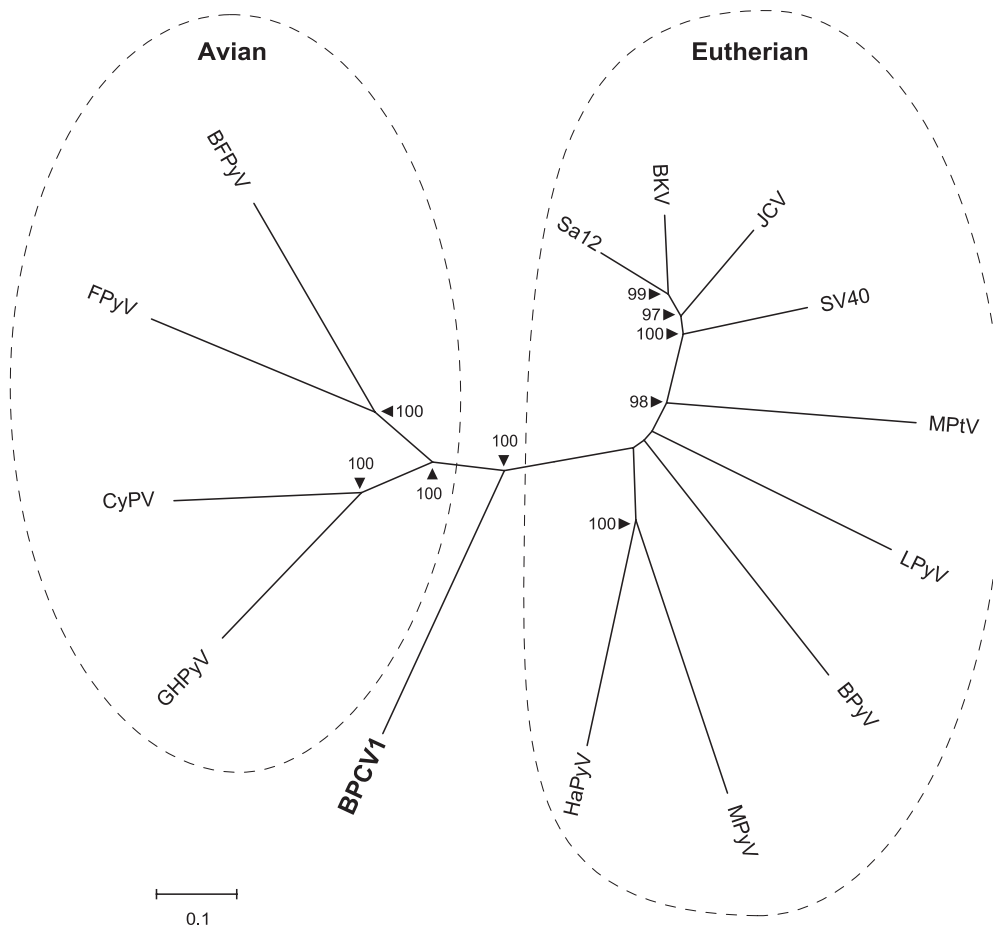 Avian
Eutherian
BFPyV
BKV
JCV
Sa12
FPyV
99
SV40
97
100
98
100
MPtV
100
100
CyPV
100
100
LPyV
GHPyV
BPyV
BPCV1
HaPyV
MPyV
0.1